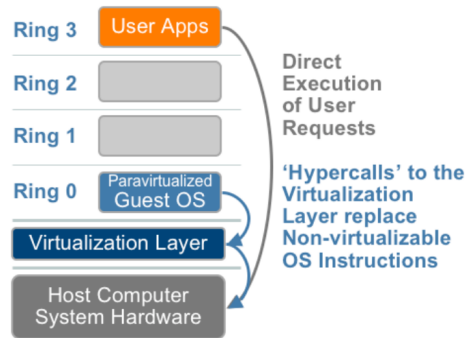 Ring 3
User Apps
Ring 2
Ring 1
Ring 0
Paravirtualized
Guest OS
Virtualization Layer
Host Computer
System Hardware
Direct
Execution
of User
Requests
‘Hypercalls’ to the
Virtualization
Layer replace
Non-virtualizable
OS Instructions